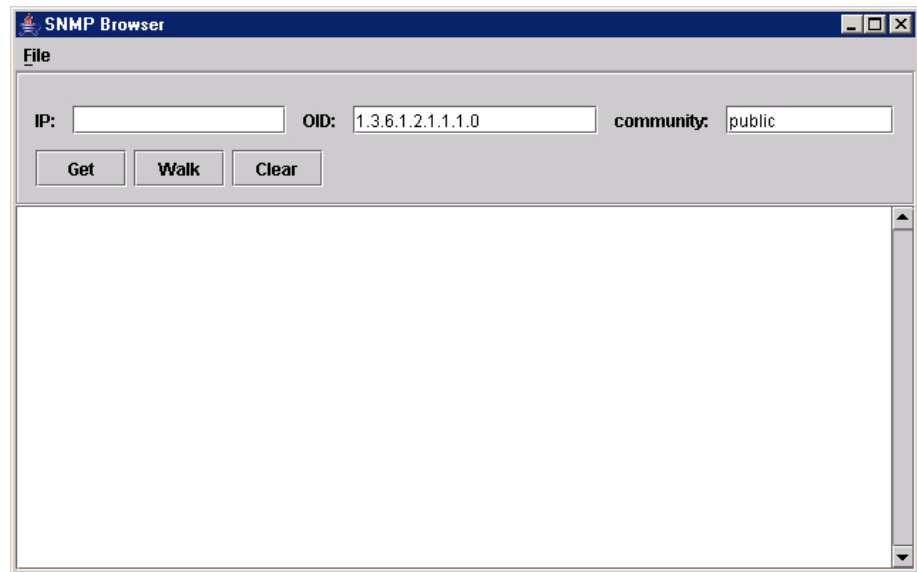 SNMP Browser
File
IP: OID: 1.3.6.1.2.1.1.1.0 community: public
Get Walk Clear